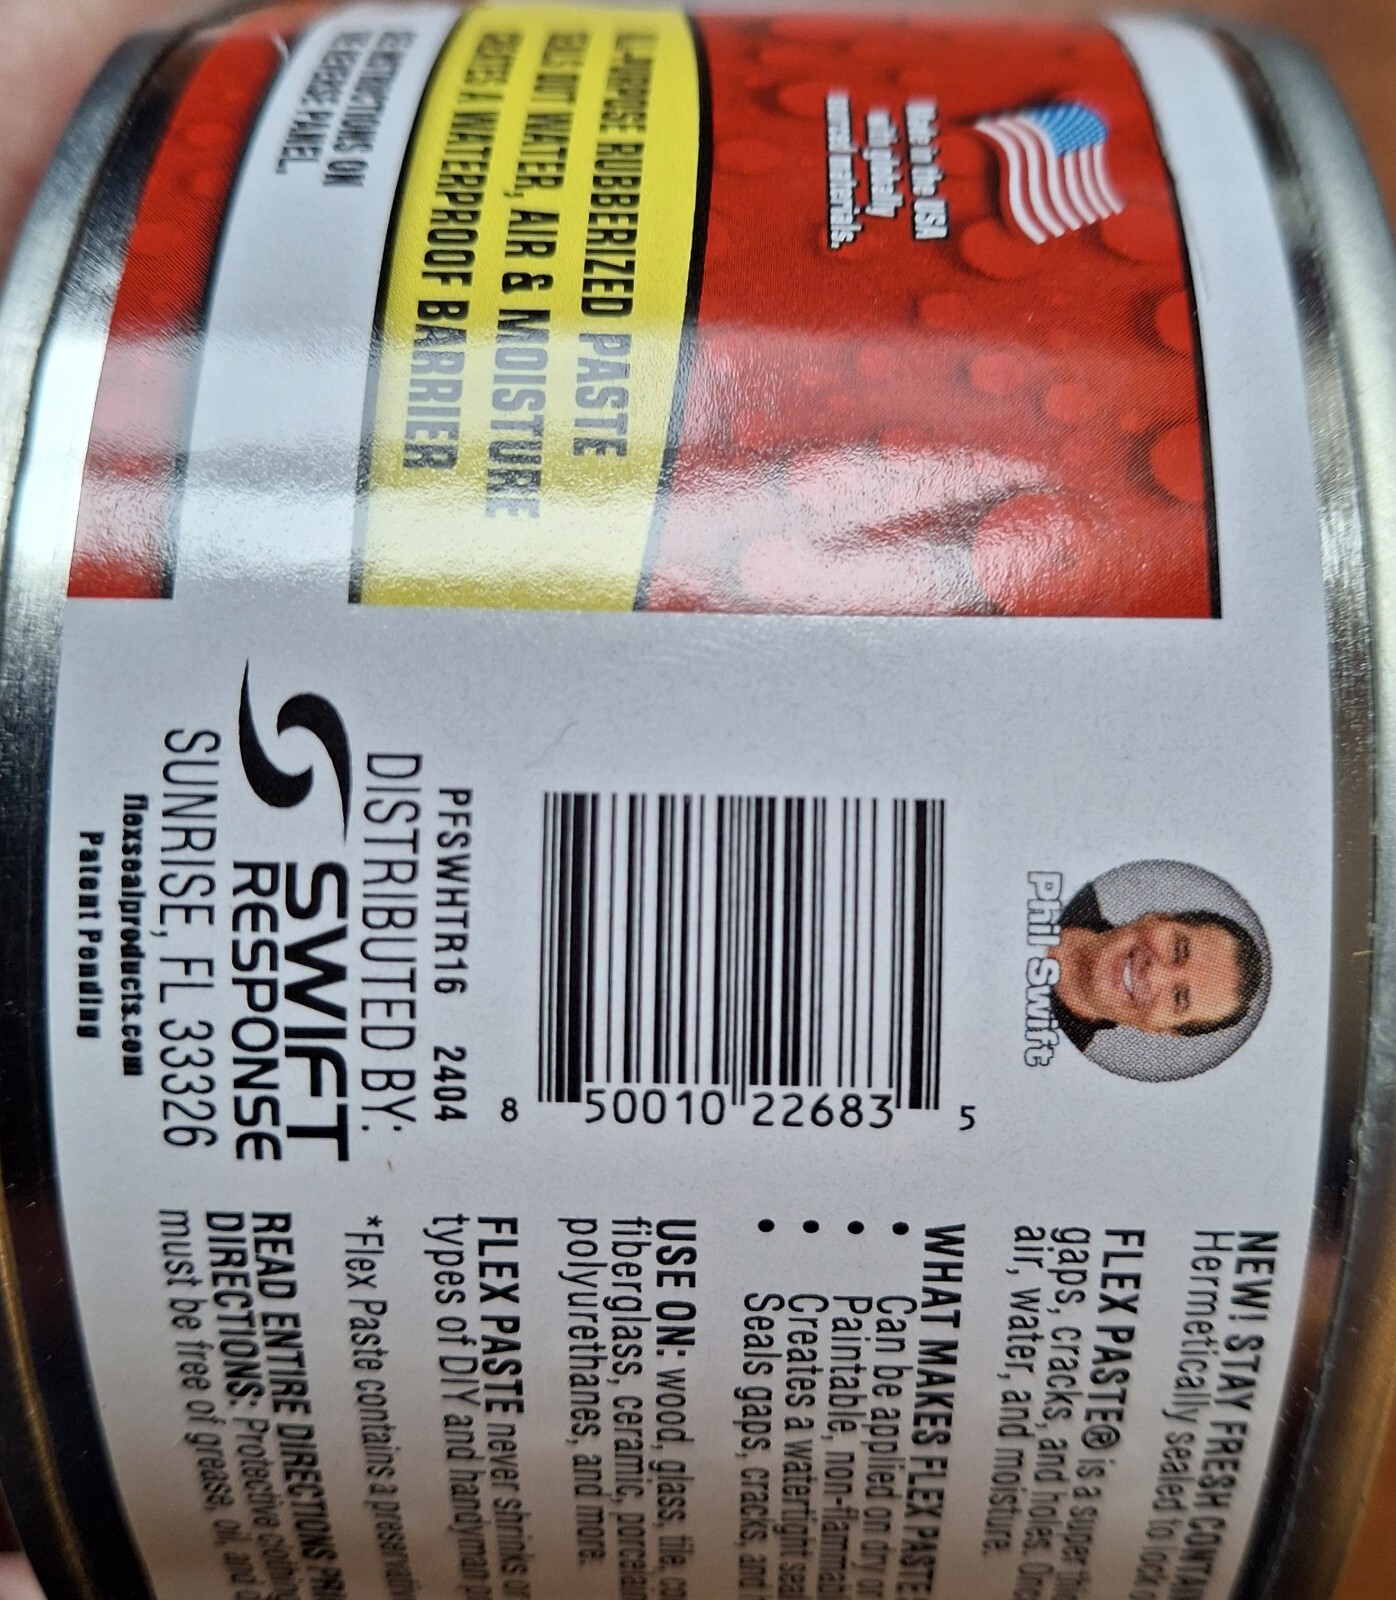 Made in the USA
with globally
sourced materials.
RUBBERIZED PASTE
OUT WATER, AIR & MOISTURE
A WATERPROOF BARRIER
INSTRUCTIONS ON
REVERSE PANEL
Phil Swift
8 50010 22683 5
PFSWHTR16 2404
DISTRIBUTED BY:
SWIFT
RESPONSE
SUNRISE, FL 33326
flexsealproducts.com
Patent Pending
NEW! STAY FRESH
Hermetically sealed to lock
FLEX PASTE® is a super
gaps, cracks, and holes.
air, water, and moisture.
WHAT MAKES FLEX PASTE
• Can be applied on dry or
• Paintable,
• Creates a watertight
• Seals gaps, cracks, and
USE ON: wood, glass, tile,
fiberglass, ceramic,
polyurethanes, and more.
FLEX PASTE never shrinks or
types of DIY and handyman
*Flex Paste contains a
READ ENTIRE DIRECTIONS
DIRECTIONS: Protective
must be free of grease, oil, and